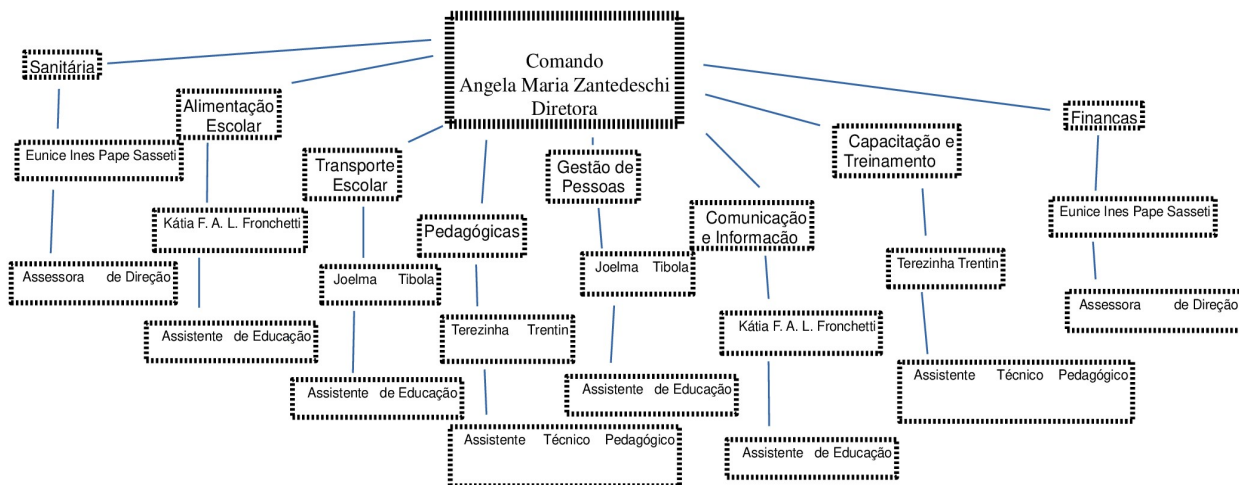 Comando
Angela Maria Zantedeschi
Diretora
Sanitária
Eunice Ines Pape Sasseti
Assessora de Direção
Alimentação
Escolar
Kátia F. A. L. Fronchetti
Assistente de Educação
Transporte
Escolar
Joelma Tibola
Assistente de Educação
Pedagógicas
Terezinha Trentin
Assistente Técnico Pedagógico
Gestão de
Pessoas
Joelma Tibola
Assistente de Educação
Comunicação
e Informacão
Kátia F. A. L. Fronchetti
Assistente de Educação
Capacitação e
Treinamento
Terezinha Trentin
Assistente Técnico Pedagógico
Financas
Eunice Ines Pape Sasseti
Assessora de Direção